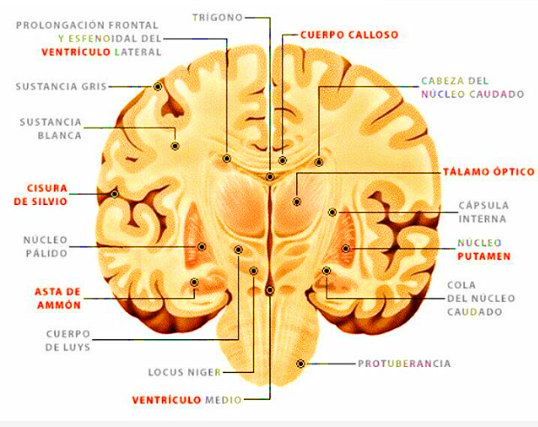 TRÍGONO
PROLONGACIÓN FRONTAL
Y ESFENOIDAL DEL
VENTRÍCULO LATERAL
CUERPO CALLOSO
SUSTANCIA GRIS
CABEZA DEL
NÚCLEO CAUDADO
SUSTANCIA
BLANCA
TÁLAMO ÓPTICO
CISURA
DE SILVIO
CÁPSULA
INTERNA
NÚCLEO
PÁLIDO
NÚCLEO
PUTAMEN
ASTA DE
AMMÓN
COLA
DEL NÚCLEO
CAUDADO
CUERPO
DE LUYS
LOCUS NIGER
PROTUBERANCIA
VENTRÍCULO MEDIO